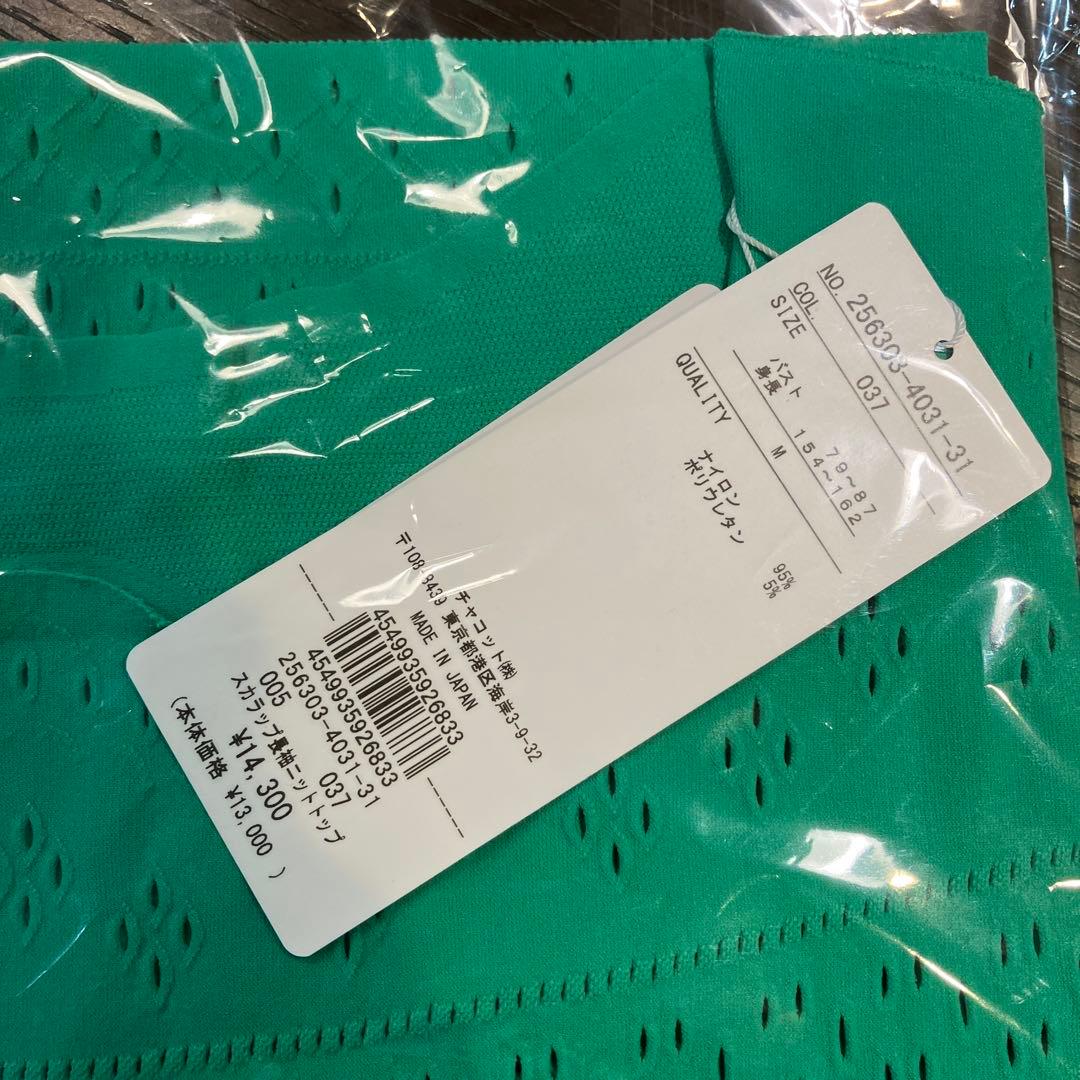 NO. 256303-4031-31
COL. 037
SIZE M
バスト 79~87
身長 154~162
QUALITY
ナイロン 95%
ポリウレタン 5%
チャコット㈱
〒108-8439 東京都港区海岸3-9-32
MADE IN JAPAN
4549935926833
4549935926833
256303-4031-31
005 037
スカラップ長袖ニットトップ
¥14,300
(本体価格 ¥13,000 )